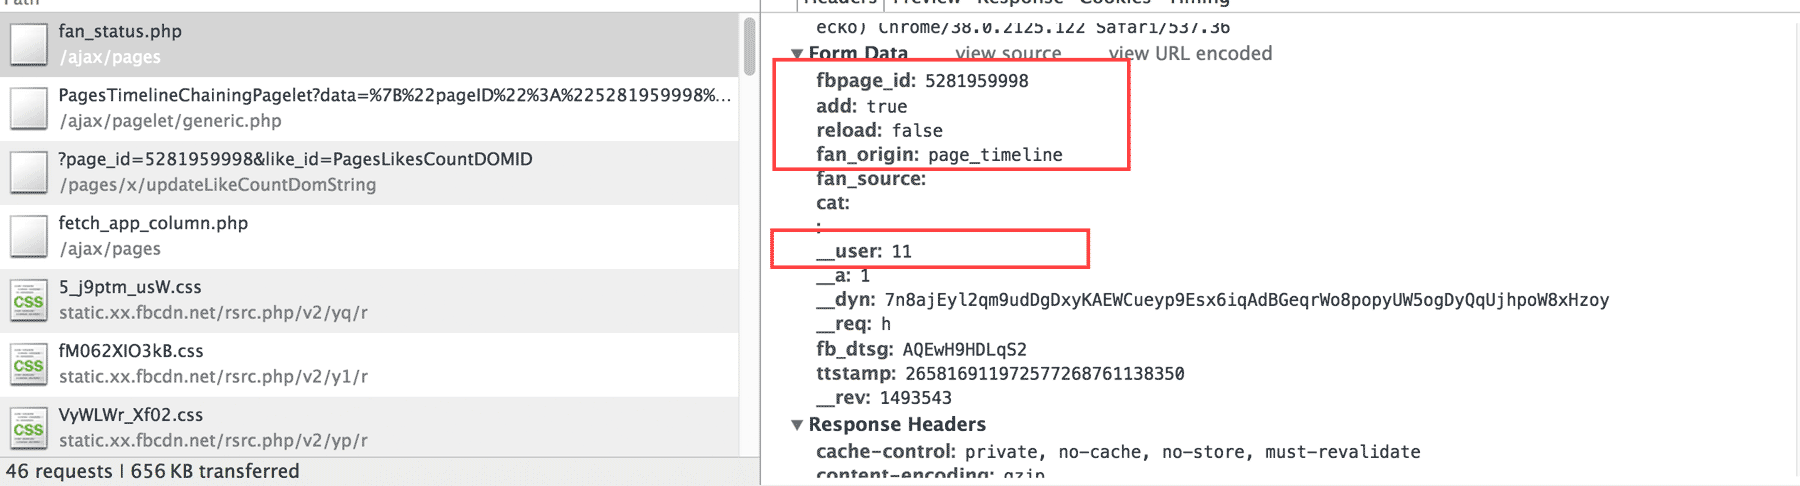 Path
fan_status.php
/ajax/pages
PagesTimelineChainingPagelet?data=%7B%22pageID%22%3A%225281959998%...
/ajax/pagelet/generic.php
?page_id=5281959998&like_id=PagesLikesCountDOMID
/pages/x/updateLikeCountDomString
fetch_app_column.php
/ajax/pages
5_j9ptm_usW.css
static.xx.fbcdn.net/rsrc.php/v2/yq/r
fM062XIO3kB.css
static.xx.fbcdn.net/rsrc.php/v2/y1/r
VyWLWr_Xf02.css
static.xx.fbcdn.net/rsrc.php/v2/yp/r
46 requests | 656 KB transferred
Headers Preview Response Cookies Timing
ecko) Chrome/38.0.2125.122 Safari/537.36
Form Data view source view URL encoded
fbpage_id: 5281959998
add: true
reload: false
fan_origin: page_timeline
fan_source:
cat:
:
__user: 11
__a: 1
__dyn: 7n8ajEyl2qm9udDgDxyKAEWCueyp9Esx6iqAdBGeqrWo8popyUW5ogDyQqUjhpoW8xHzoy
__req: h
fb_dtsg: AQEwH9HDLqS2
ttstamp: 2658169119725772687611383​50
__rev: 1493543
Response Headers
cache-control: private, no-cache, no-store, must-revalidate
content-encoding: gzip
CSS
CSS
CSS